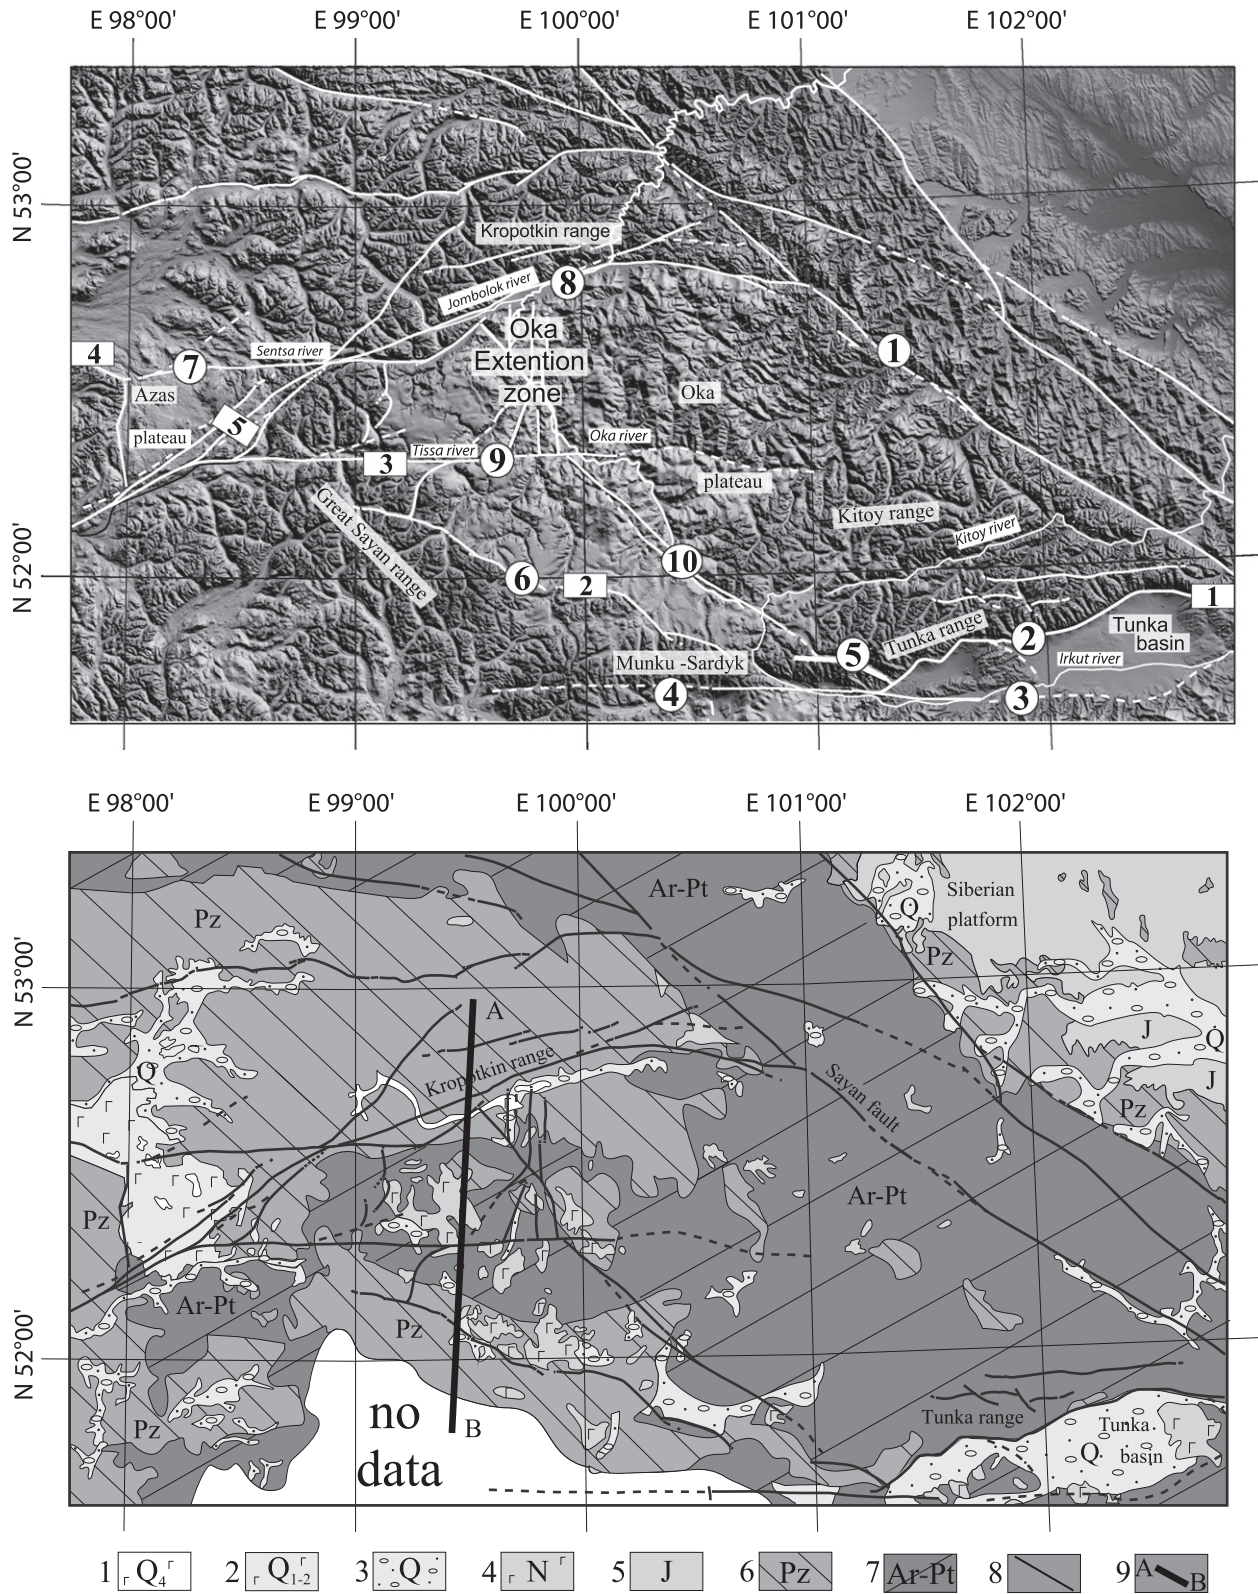 E 98°00' E 99°00' E 100°00' E 101°00' E 102°00'
N 53°00'
Kropotkin range
Jombolok river
8
Oka
Extention
zone
4
7
Sentsa river
1
Azas
plateau
5
Oka
Oka river
Tissa river
3
9
plateau
Great Sayan range
Kitoy range
Kitoy river
N 52°00'
6
2
10
1
Tunka range
2
Tunka
basin
5
Irkut river
Munku -Sardyk
4
3
E 98°00' E 99°00' E 100°00' E 101°00' E 102°00'
Ar-Pt
Siberian
platform
Q
Pz
Pz
N 53°00'
A
J
Q
Kropotkin range
Q
Sayan fault
J
Pz
Ar-Pt
Pz
Ar-Pt
Pz
N 52°00'
no
data
B
Pz
Tunka range
Tunka
basin
Q
1 Q4 2 Q1-2 3 Q 4 N 5 J 6 Pz 7 Ar-Pt 8 9 A B